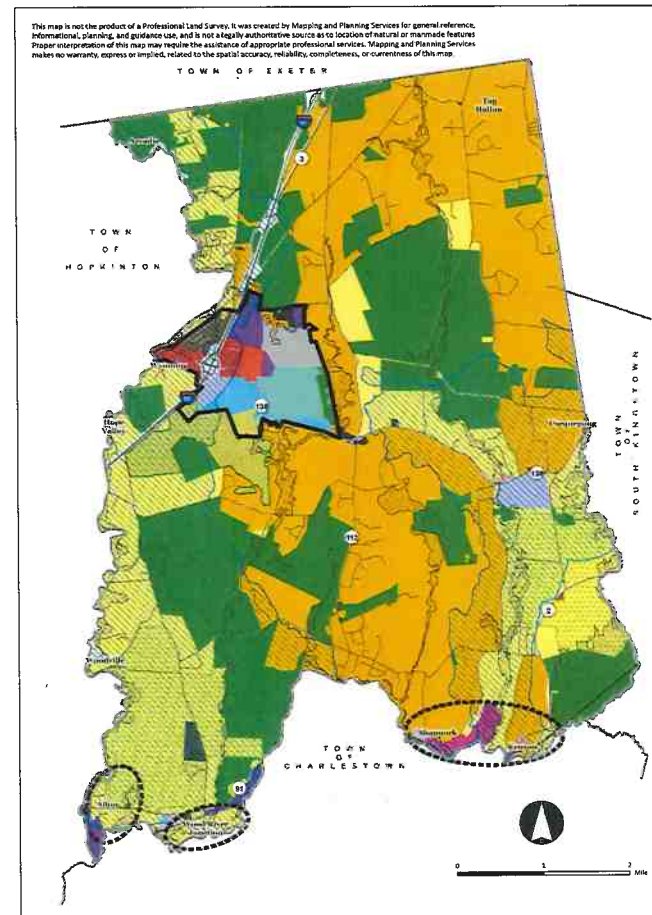 This map is not the product of a Professional Land Survey. It was created by Mapping and Planning Services for general reference,
informational, planning, and guidance use, and is not a legally authoritative source as to location of natural or manmade features
Proper interpretation of this map may require the assistance of appropriate professional services. Mapping and Planning Services
makes no warranty, express or implied, related to the spatial accuracy, reliability, completeness, or currentness of this map.
TOWN OF EXETER
Tug
Hollow
Arcadia
3
TOWN
OF
HOPKINTON
Wyoming
Hope
Valley
138
Usquepaug
TOWN
OF
SOUTH KINGSTOWN
138
112
2
Woodville
Shannock
Kenyon
TOWN
OF
CHARLESTOWN
91
Alton
Wood River
Junction
0 1 2
Mile